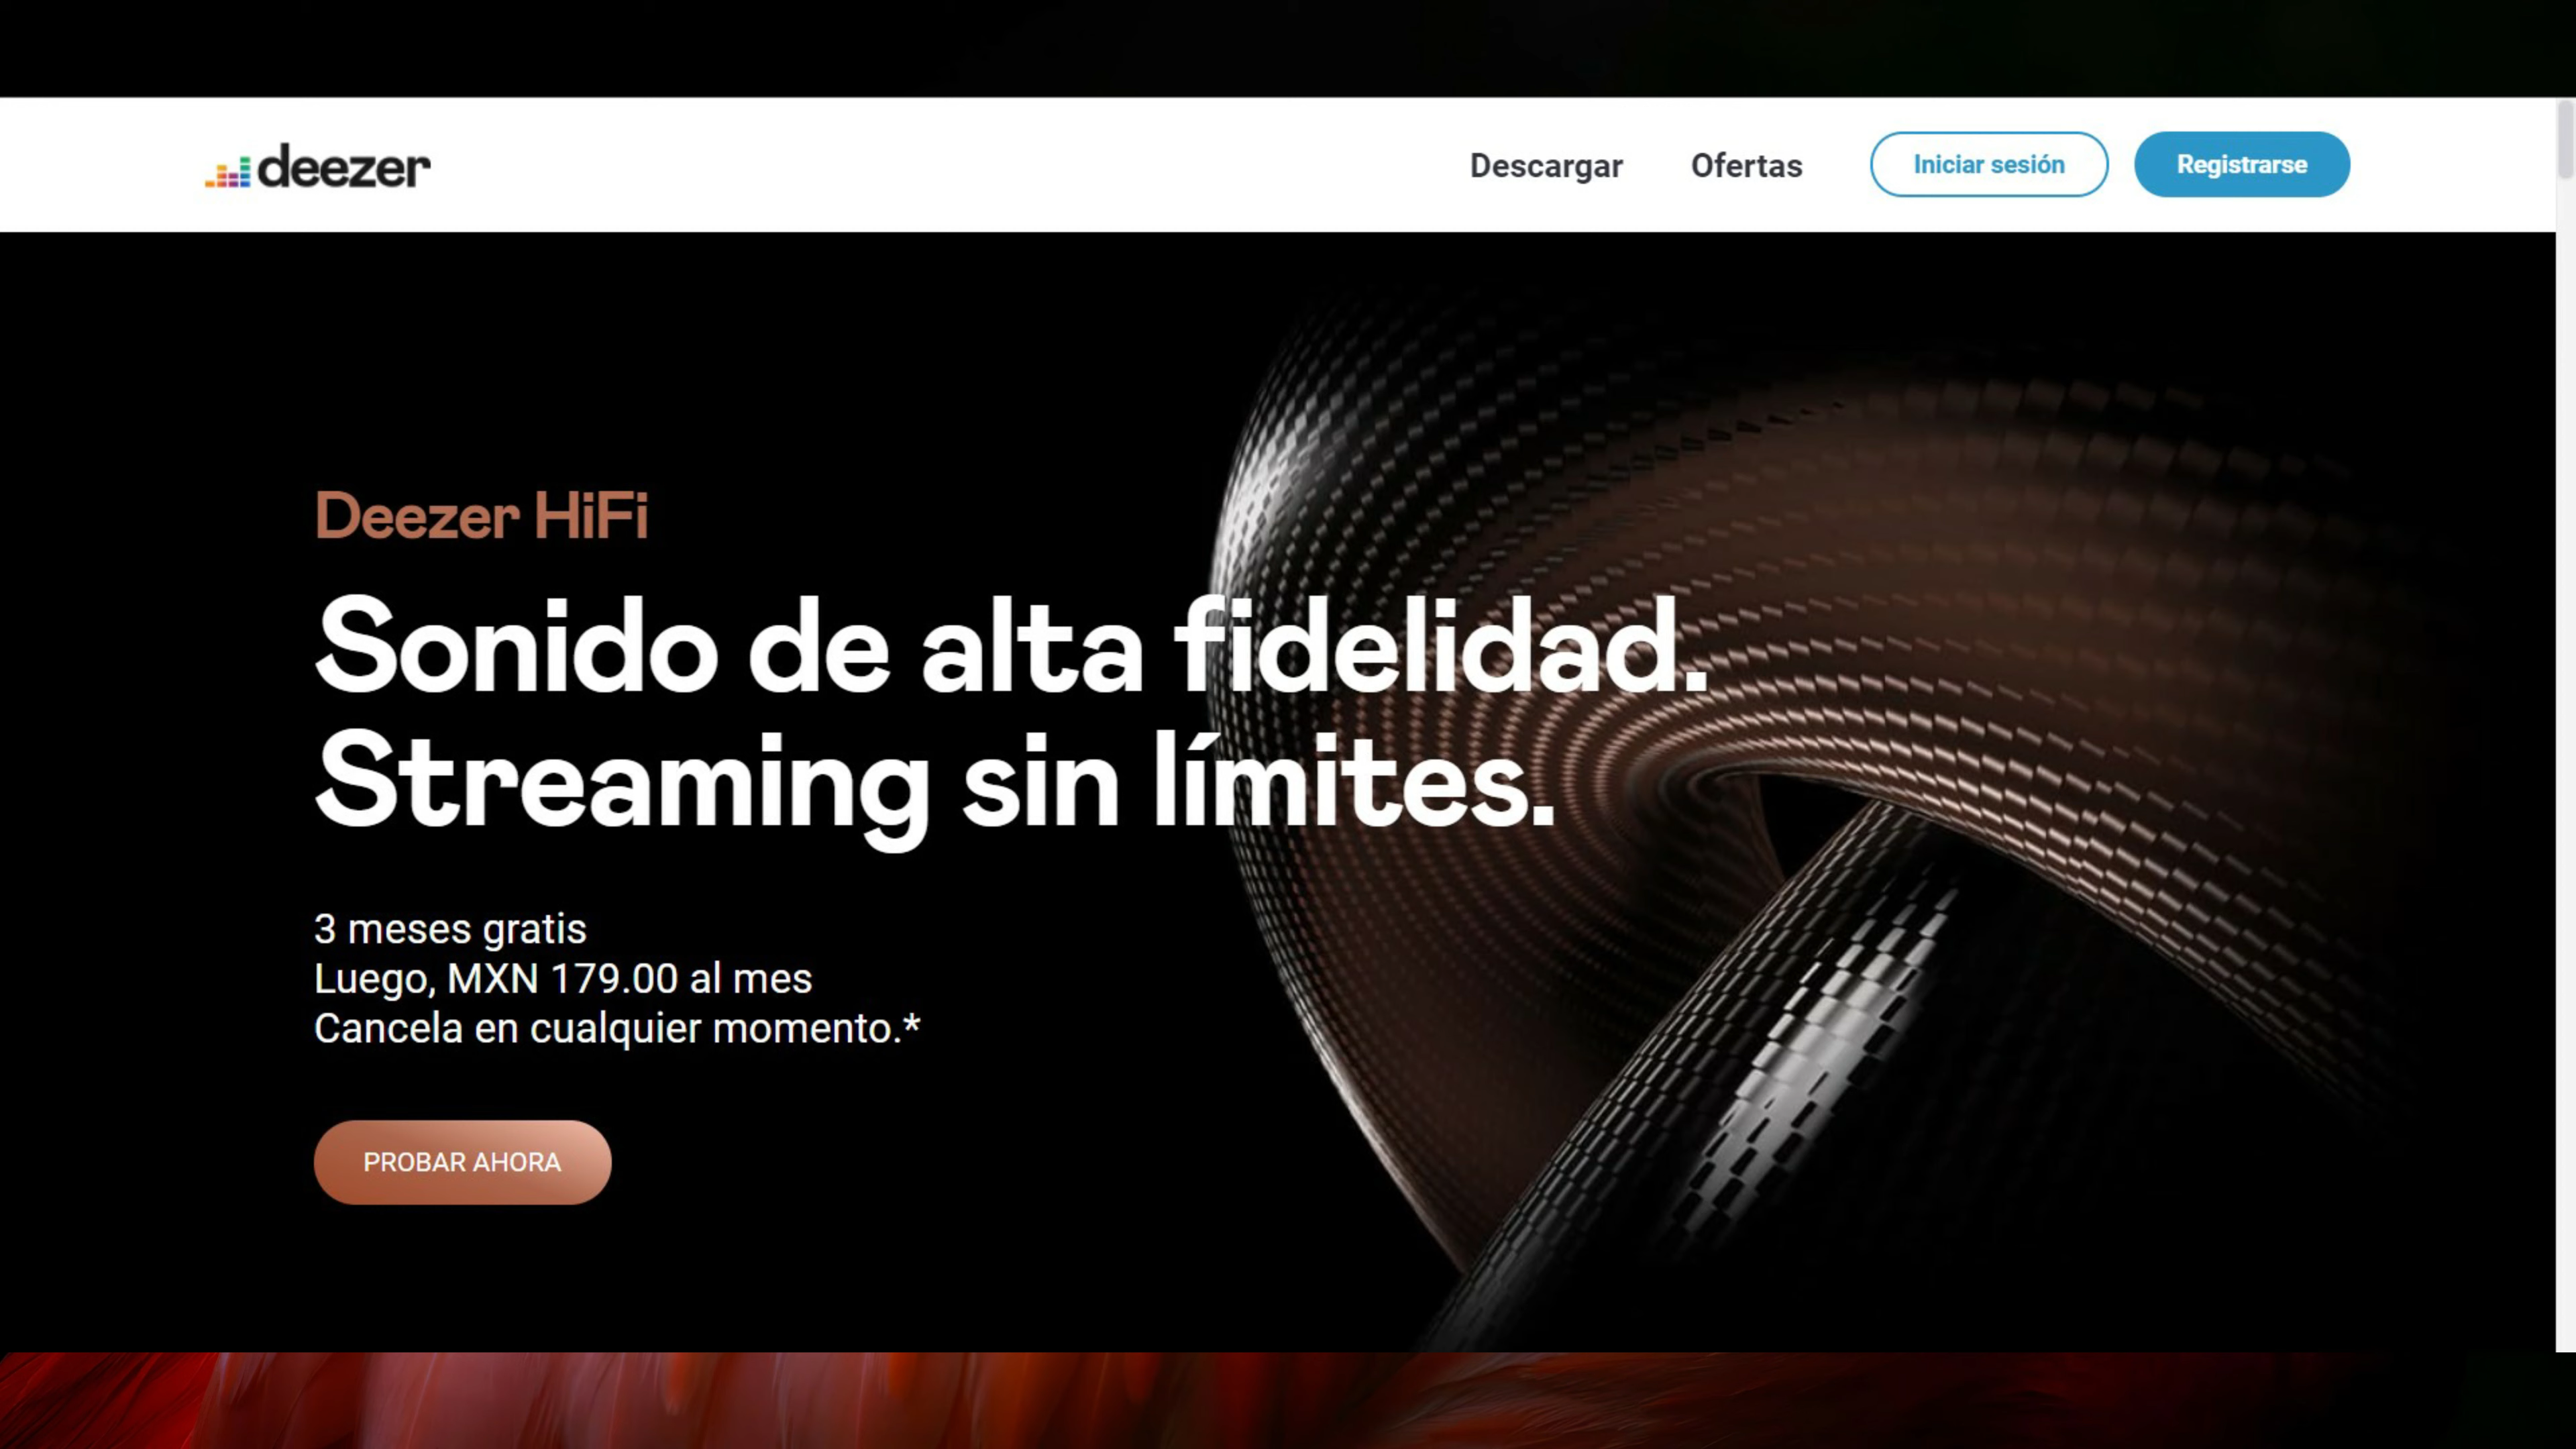 deezer
Descargar
Ofertas
Iniciar sesión
Registrarse
Deezer HiFi
Sonido de alta fidelidad.
Streaming sin límites.
3 meses gratis
Luego, MXN 179.00 al mes
Cancela en cualquier momento.*
PROBAR AHORA